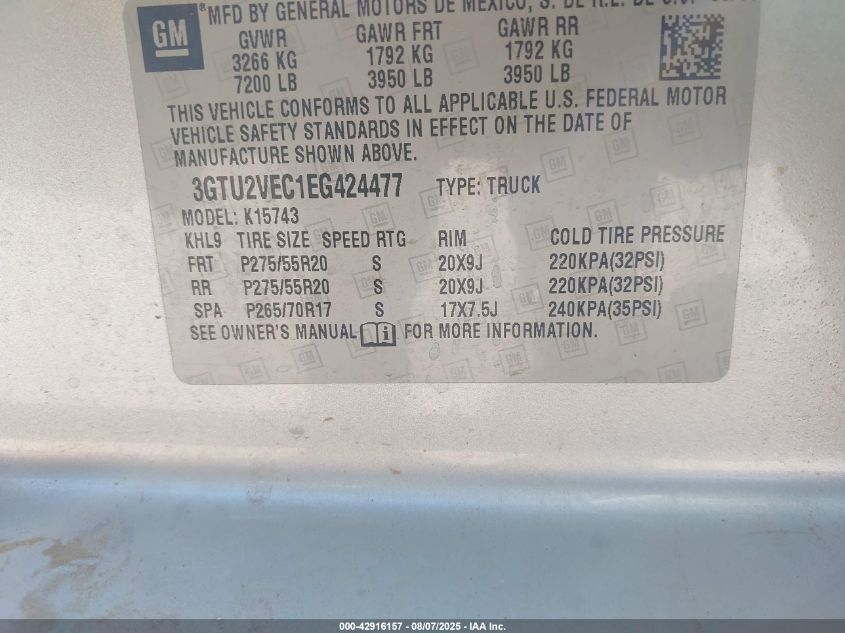 GM
MFD BY GENERAL MOTORS DE MEXICO, S. DE R.L. DE C.V.
GVWR GAWR FRT GAWR RR
3266 KG 1792 KG 1792 KG
7200 LB 3950 LB 3950 LB
THIS VEHICLE CONFORMS TO ALL APPLICABLE U.S. FEDERAL MOTOR
VEHICLE SAFETY STANDARDS IN EFFECT ON THE DATE OF
MANUFACTURE SHOWN ABOVE.
3GTU2VEC1EG424477 TYPE: TRUCK
MODEL: K15743
KHL9 TIRE SIZE SPEED RTG RIM COLD TIRE PRESSURE
FRT P275/55R20 S 20X9J 220KPA(32PSI)
RR P275/55R20 S 20X9J 220KPA(32PSI)
SPA P265/70R17 S 17X7.5J 240KPA(35PSI)
SEE OWNER'S MANUAL FOR MORE INFORMATION.
000-42916157 - 08/07/2025 - IAA Inc.